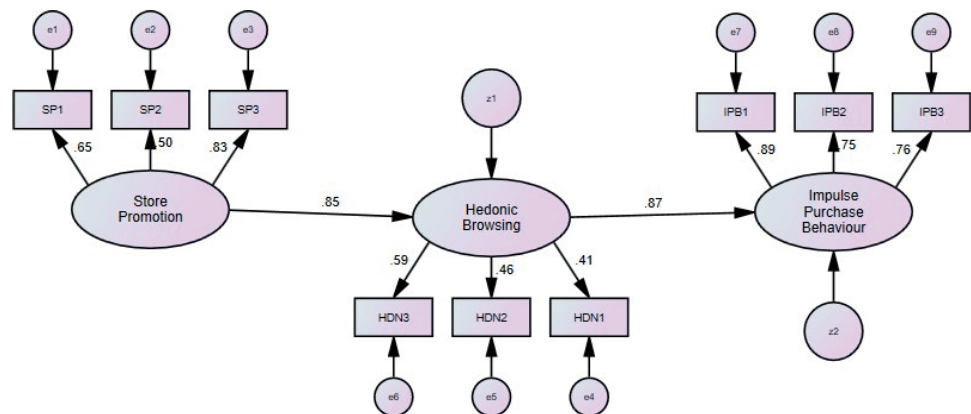 e1
e2
e3
SP1
SP2
SP3
.65
.50
.83
Store
Promotion
.85
z1
Hedonic
Browsing
.59
.46
.41
HDN3
HDN2
HDN1
e6
e5
e4
.87
e7
e8
e9
IPB1
IPB2
IPB3
.89
.75
.76
Impulse
Purchase
Behaviour
z2